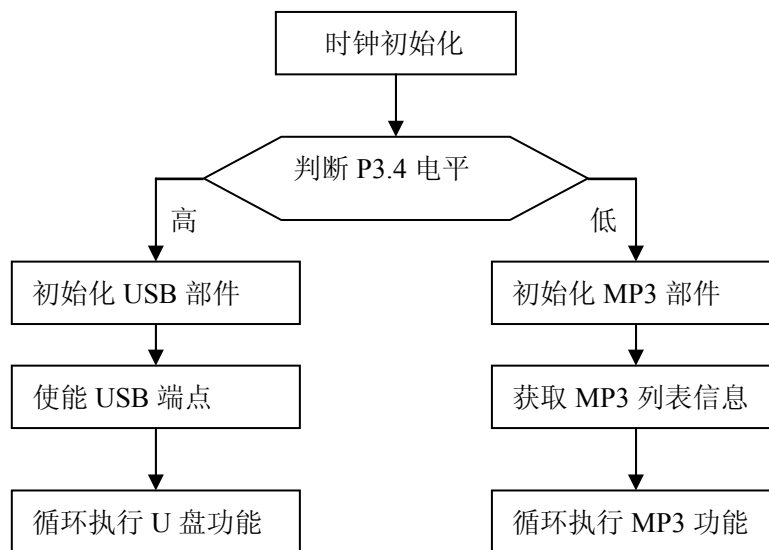 时钟初始化
判断 P3.4 电平
高
低
初始化 USB 部件
初始化 MP3 部件
使能 USB 端点
获取 MP3 列表信息
循环执行 U 盘功能
循环执行 MP3 功能